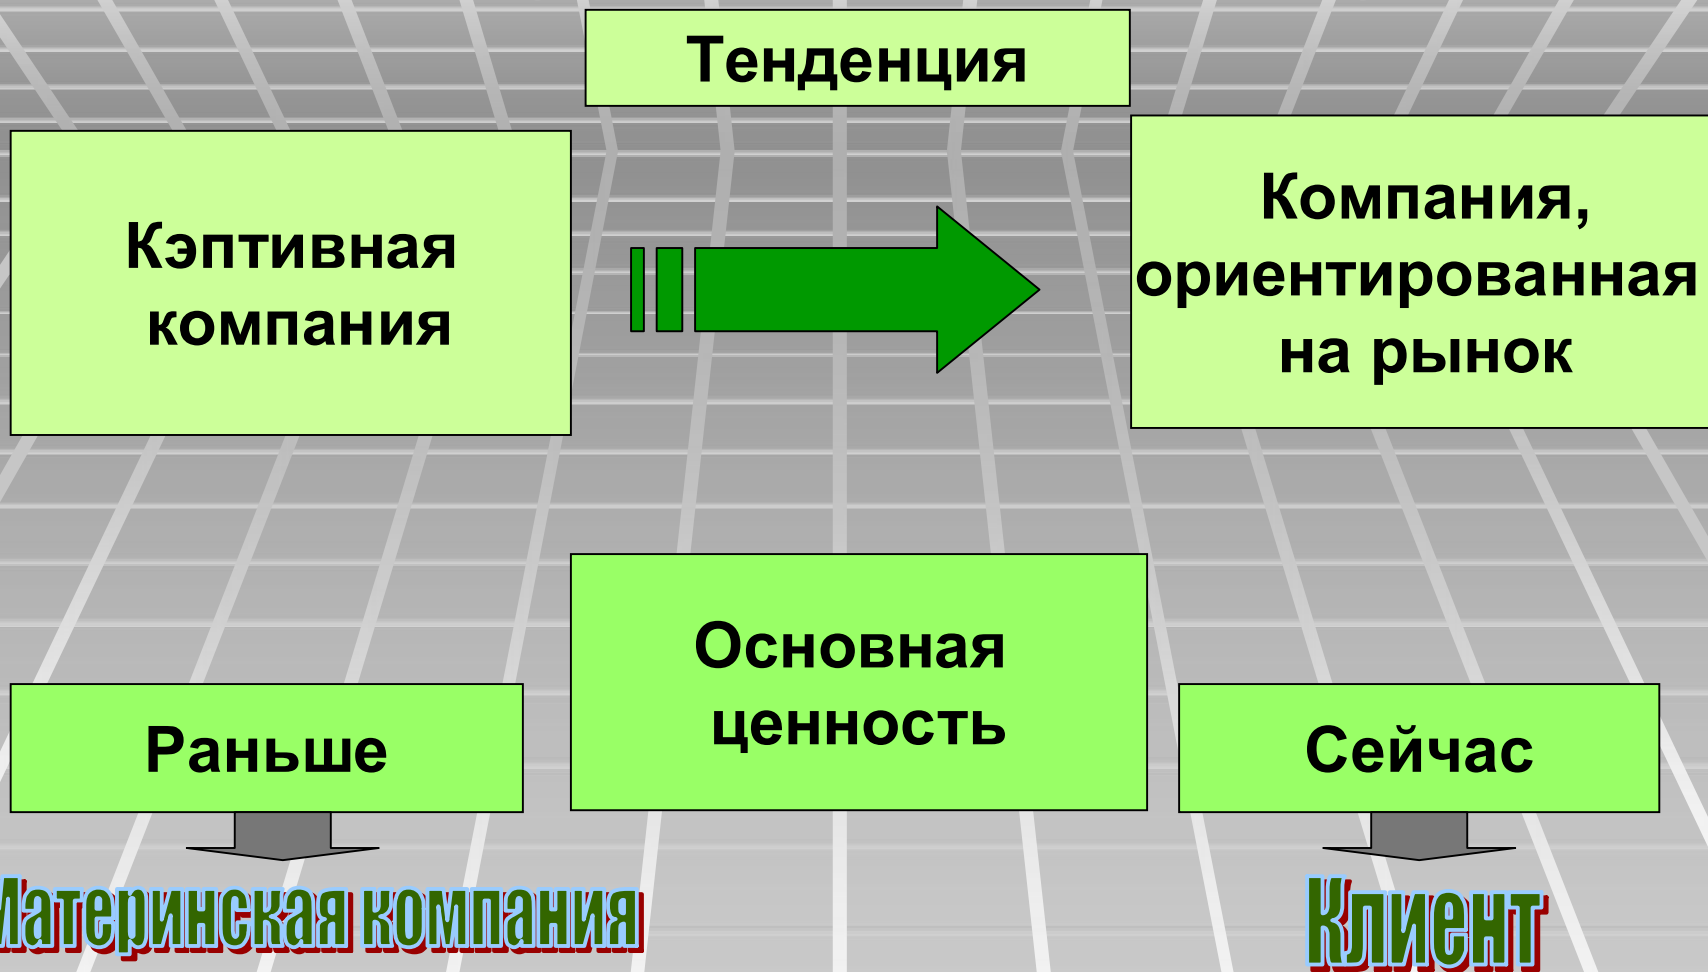 Тенденция
Кэптивная
компания
Компания,
ориентированная
на рынок
Основная
ценность
Раньше
Сейчас
Материнская компания
Клиент